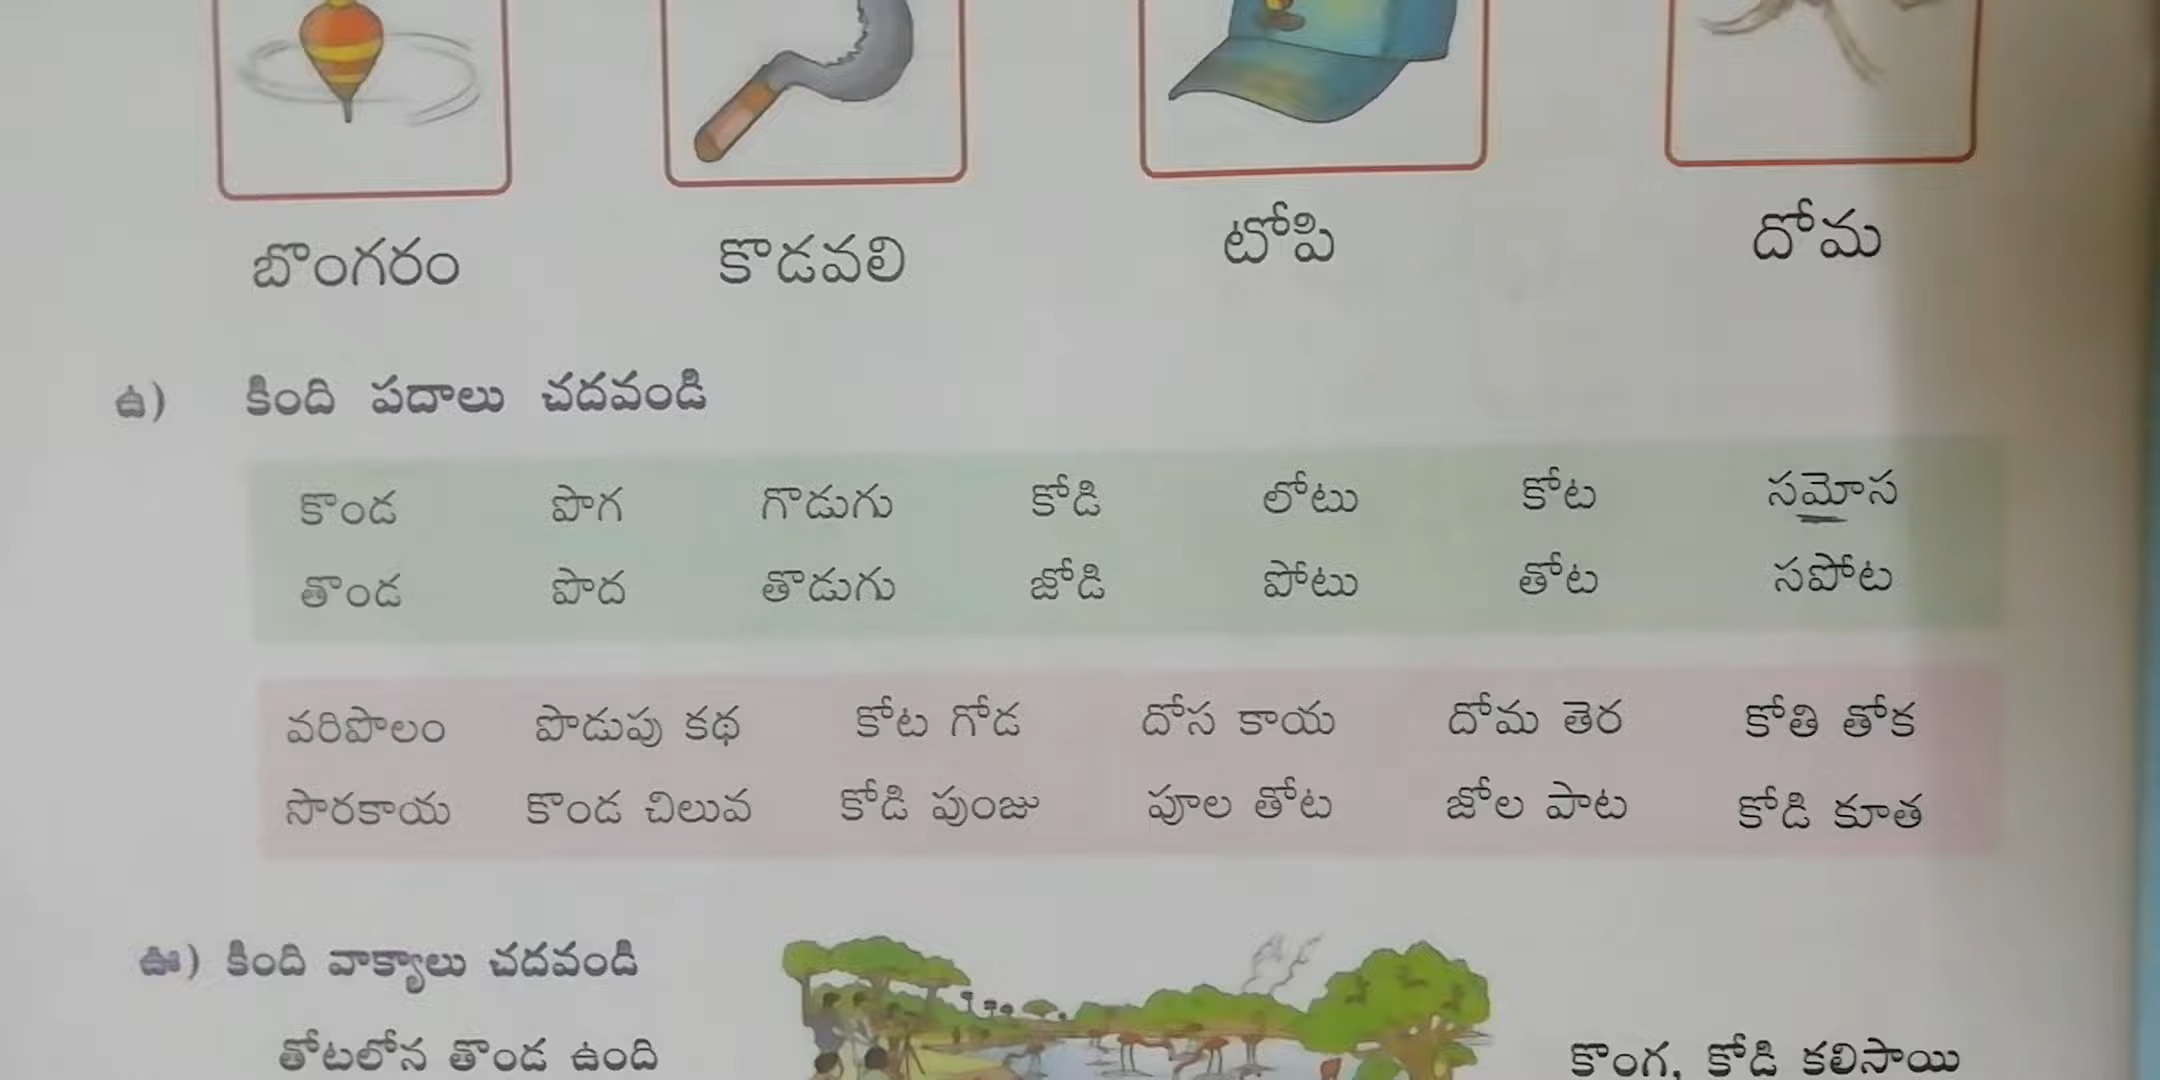 బొంగరం కొడవలి టోపి దోమ
ఉ) కింది పదాలు చదవండి
కొండ పొగ గొడుగు కోడి లోటు కోట సమోస
తొండ పొద తొడుగు జోడి పోటు తోట సపోట
వరిపొలం పొడుపు కథ కోట గోడ దోస కాయ దోమ తెర కోతి తోక
సొరకాయ కొండ చిలువ కోడి పుంజు పూల తోట జోల పాట కోడి కూత
ఊ) కింది వాక్యాలు చదవండి
తోటలోన తొండ ఉంది
కొంగ, కోడి కలిసాయి